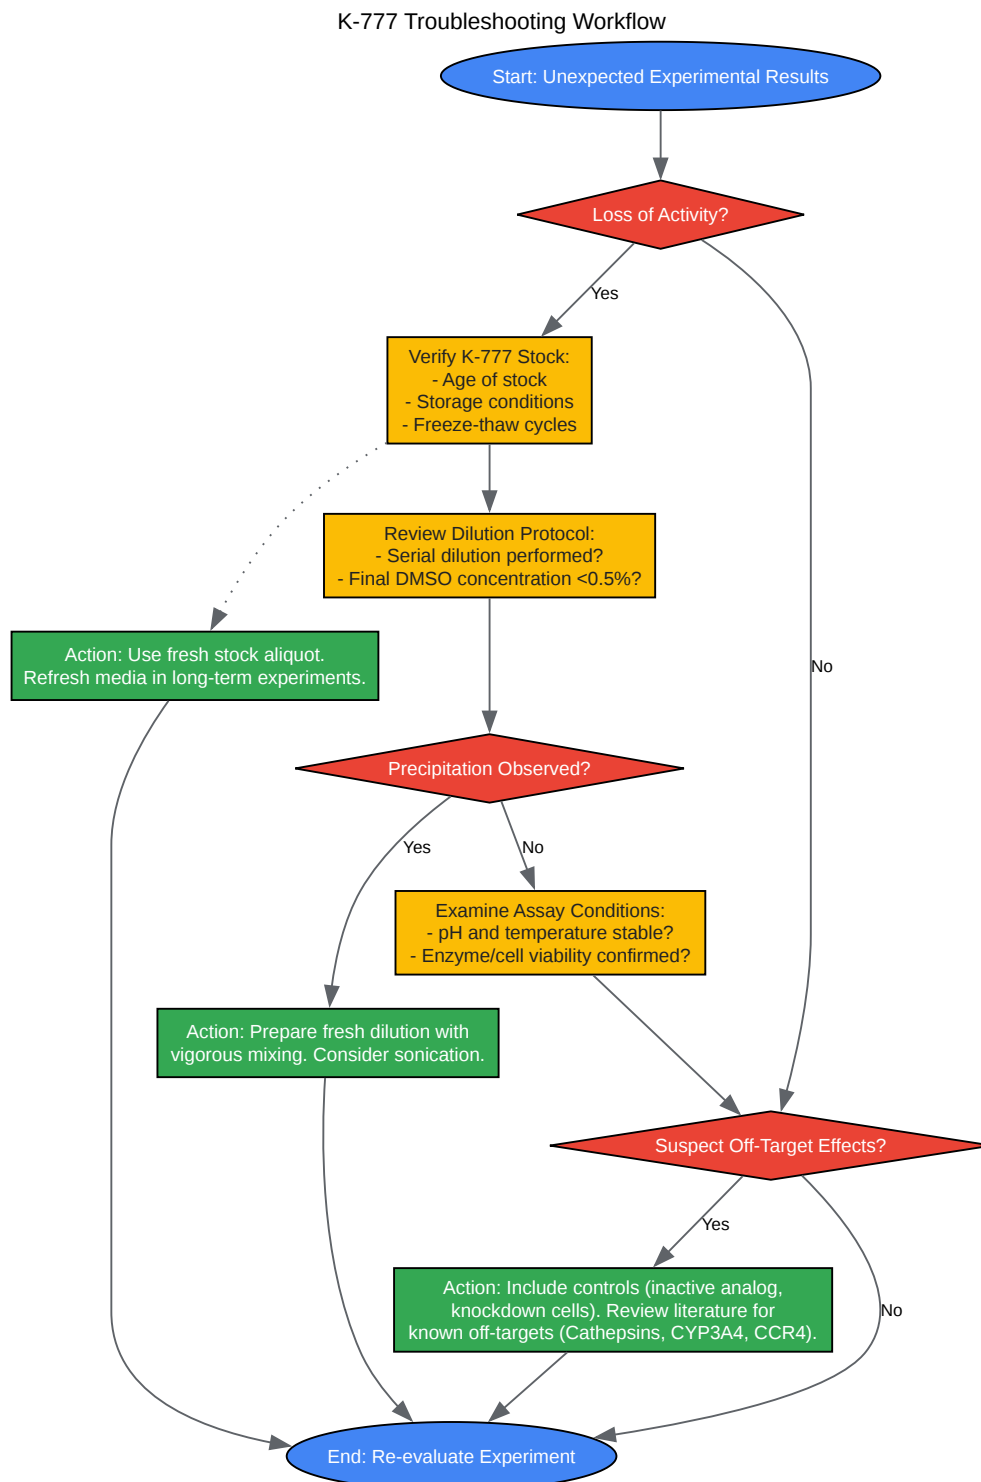 K-777 Troubleshooting Workflow
Start: Unexpected Experimental Results
Loss of Activity?
Yes
Verify K-777 Stock:
- Age of stock
- Storage conditions
- Freeze-thaw cycles
Review Dilution Protocol:
- Serial dilution performed?
- Final DMSO concentration <0.5%?
Action: Use fresh stock aliquot.
Refresh media in long-term experiments.
No
Precipitation Observed?
Yes
No
Examine Assay Conditions:
- pH and temperature stable?
- Enzyme/cell viability confirmed?
Action: Prepare fresh dilution with
vigorous mixing. Consider sonication.
Suspect Off-Target Effects?
Yes
Action: Include controls (inactive analog,
knockdown cells). Review literature for
known off-targets (Cathepsins, CYP3A4, CCR4).
No
End: Re-evaluate Experiment